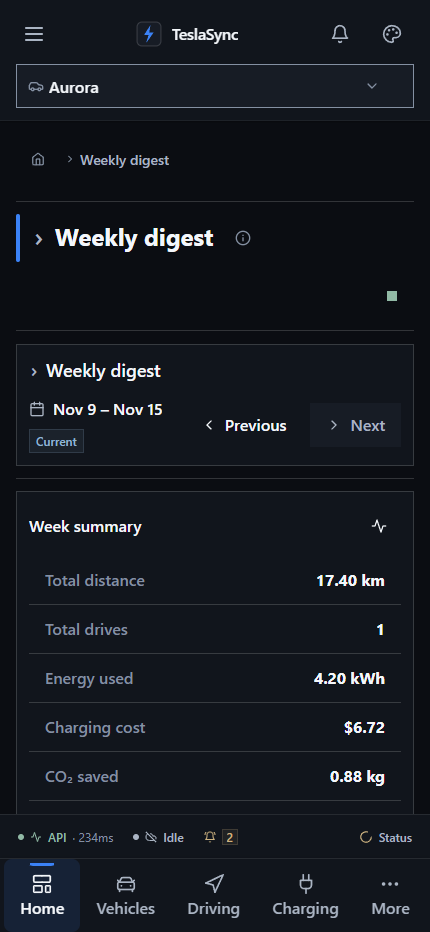 TeslaSync
Aurora
Weekly digest
Weekly digest
Weekly digest
Nov 9 – Nov 15
Current
Previous
Next
Week summary
Total distance 17.40 km
Total drives 1
Energy used 4.20 kWh
Charging cost $6.72
CO₂ saved 0.88 kg
API · 234ms Idle 2 Status
Home Vehicles Driving Charging More